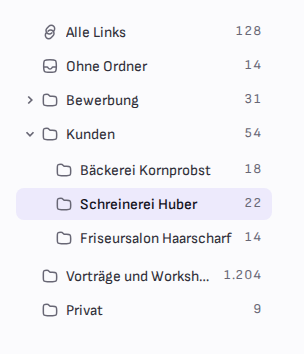 Alle Links 128
Ohne Ordner 14
Bewerbung 31
Kunden 54
Bäckerei Kornprobst 18
Schreinerei Huber 22
Friseursalon Haarscharf 14
Vorträge und Worksh... 1.204
Privat 9